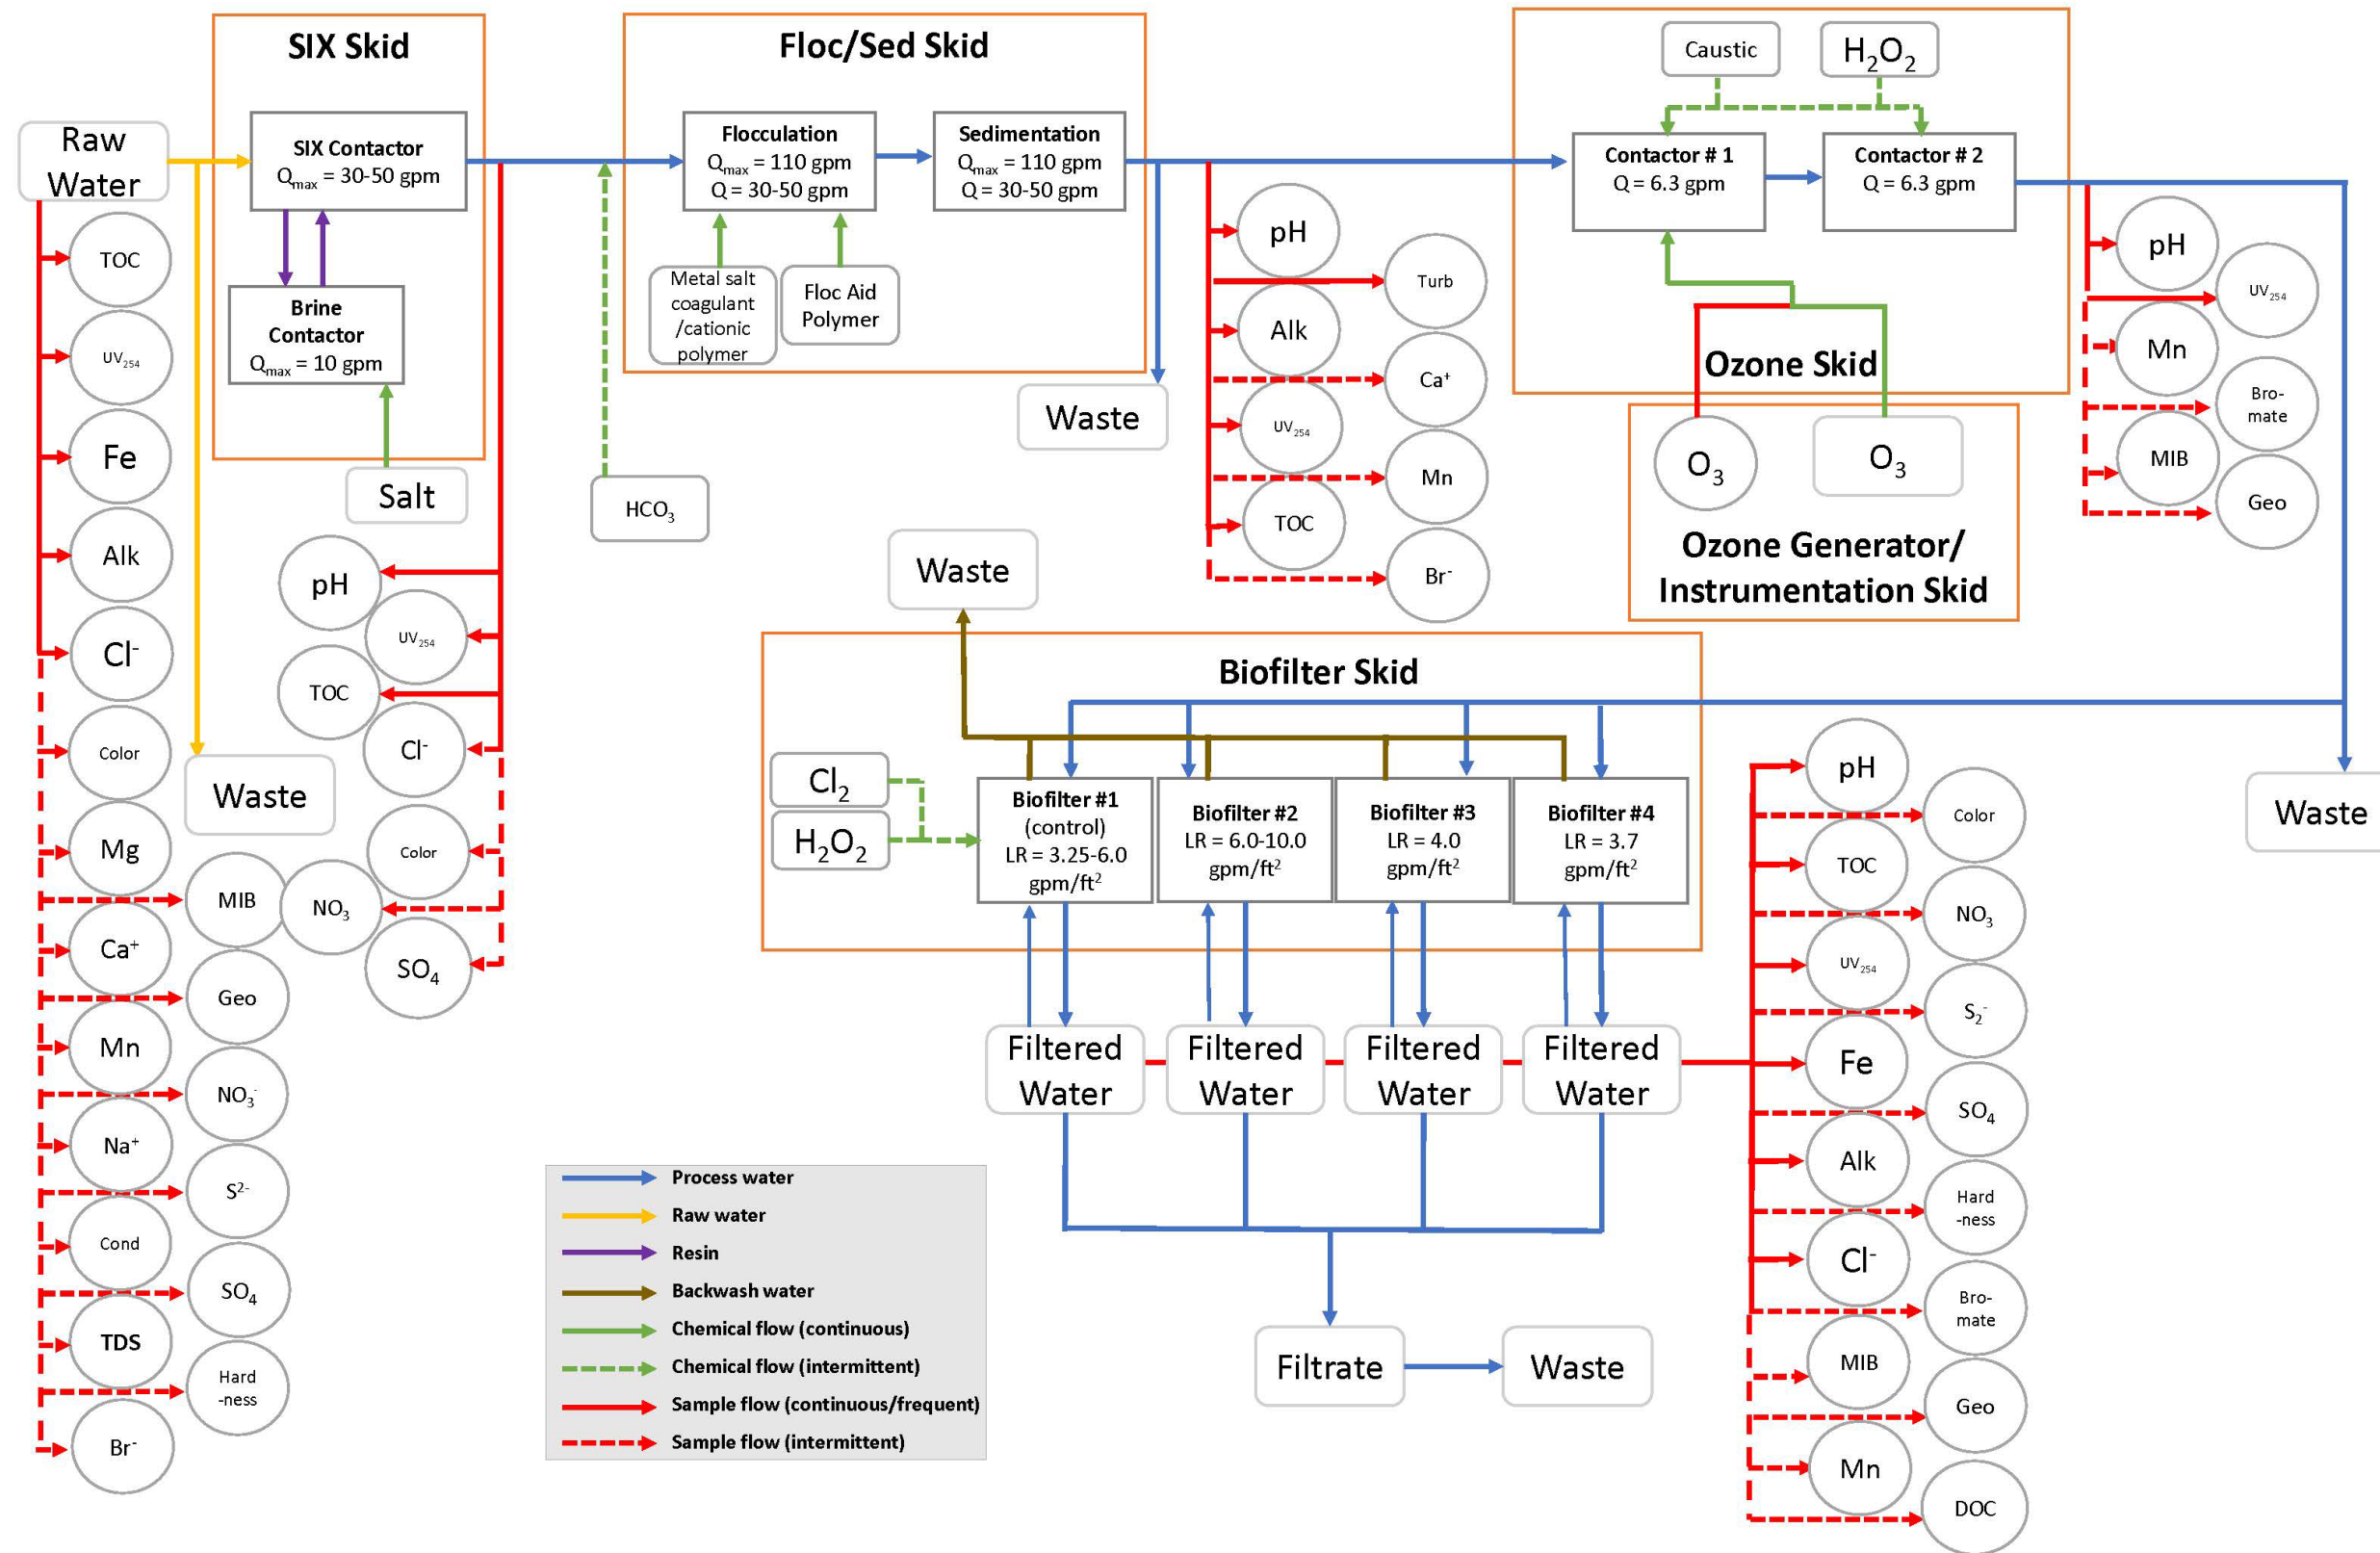 SIX Skid
Floc/Sed Skid
Caustic
H₂O₂
Raw
Water
SIX Contactor
Qmax = 30-50 gpm
Flocculation
Qmax = 110 gpm
Q = 30-50 gpm
Sedimentation
Qmax = 110 gpm
Q = 30-50 gpm
Contactor # 1
Q = 6.3 gpm
Contactor # 2
Q = 6.3 gpm
Brine
Contactor
Qmax = 10 gpm
Metal salt
coagulant
/cationic
polymer
Floc Aid
Polymer
Ozone Skid
Salt
HCO₃
Waste
O₃
O₃
Ozone Generator/
Instrumentation Skid
TOC
UV₂₅₄
Fe
Alk
Cl⁻
Color
Mg
Ca⁺
Mn
Na⁺
Cond
TDS
Br⁻
MIB
Geo
NO₃⁻
S²⁻
SO₄
Hard
-ness
Waste
pH
UV₂₅₄
TOC
Cl⁻
Color
NO₃
SO₄
pH
Turb
Alk
Ca⁺
UV₂₅₄
Mn
TOC
Br⁻
pH
UV₂₅₄
Mn
Bro-
mate
MIB
Geo
Waste
Biofilter Skid
Cl₂
H₂O₂
Biofilter #1
(control)
LR = 3.25-6.0
gpm/ft²
Biofilter #2
LR = 6.0-10.0
gpm/ft²
Biofilter #3
LR = 4.0
gpm/ft²
Biofilter #4
LR = 3.7
gpm/ft²
Waste
Filtered
Water
Filtered
Water
Filtered
Water
Filtered
Water
pH
Color
TOC
NO₃
UV₂₅₄
S₂⁻
Fe
SO₄
Alk
Hard
-ness
Cl⁻
Bro-
mate
MIB
Geo
Mn
DOC
Process water
Raw water
Resin
Backwash water
Chemical flow (continuous)
Chemical flow (intermittent)
Sample flow (continuous/frequent)
Sample flow (intermittent)
Filtrate
Waste